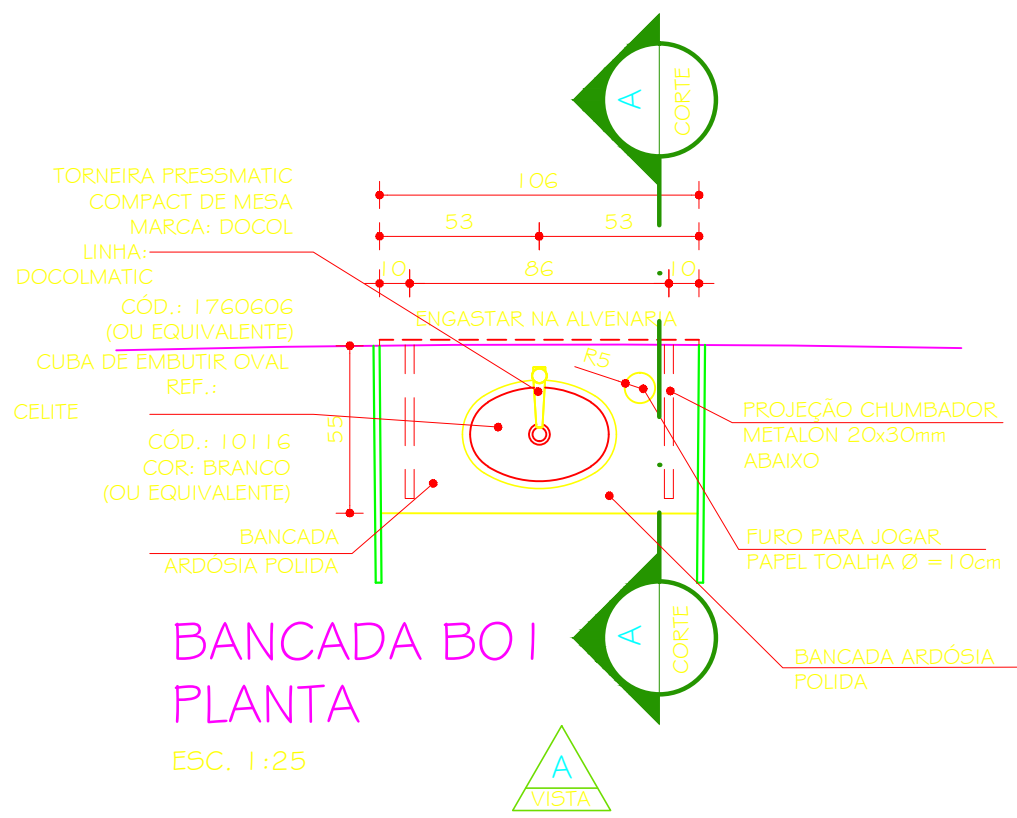 A
CORTE
TORNEIRA PRESSMATIC
COMPACT DE MESA
MARCA: DOCOL
LINHA:
DOCOLMATIC
CÓD.: 1760606
(OU EQUIVALENTE)
CUBA DE EMBUTIR OVAL
REF.:
CELITE
CÓD.: 10116
COR: BRANCO
(OU EQUIVALENTE)
BANCADA
ARDÓSIA POLIDA
106
53 53
10 86 10
ENGASTAR NA ALVENARIA
R5
55
PROJEÇÃO CHUMBADOR
METALON 20x30mm
ABAIXO
FURO PARA JOGAR
PAPEL TOALHA Ø =10cm
BANCADA ARDÓSIA
POLIDA
A
CORTE
BANCADA B01
PLANTA
ESC. 1:25
A
VISTA